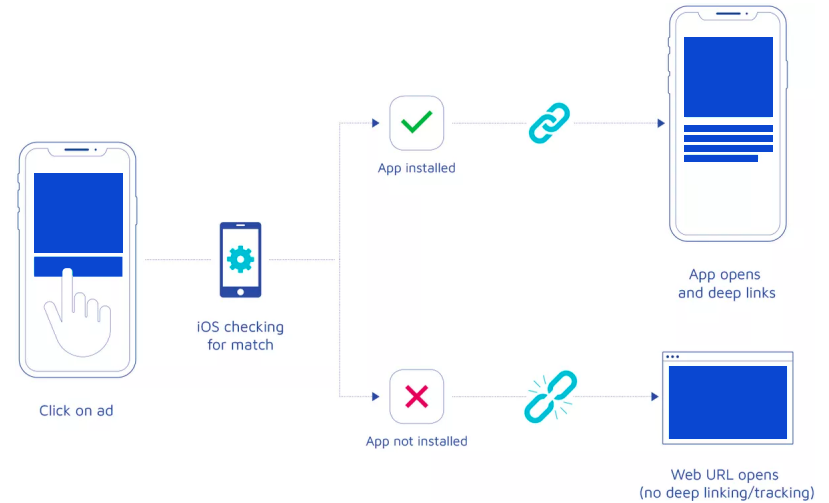 Click on ad
iOS checking
for match
App installed
App opens
and deep links
App not installed
Web URL opens
(no deep linking/tracking)